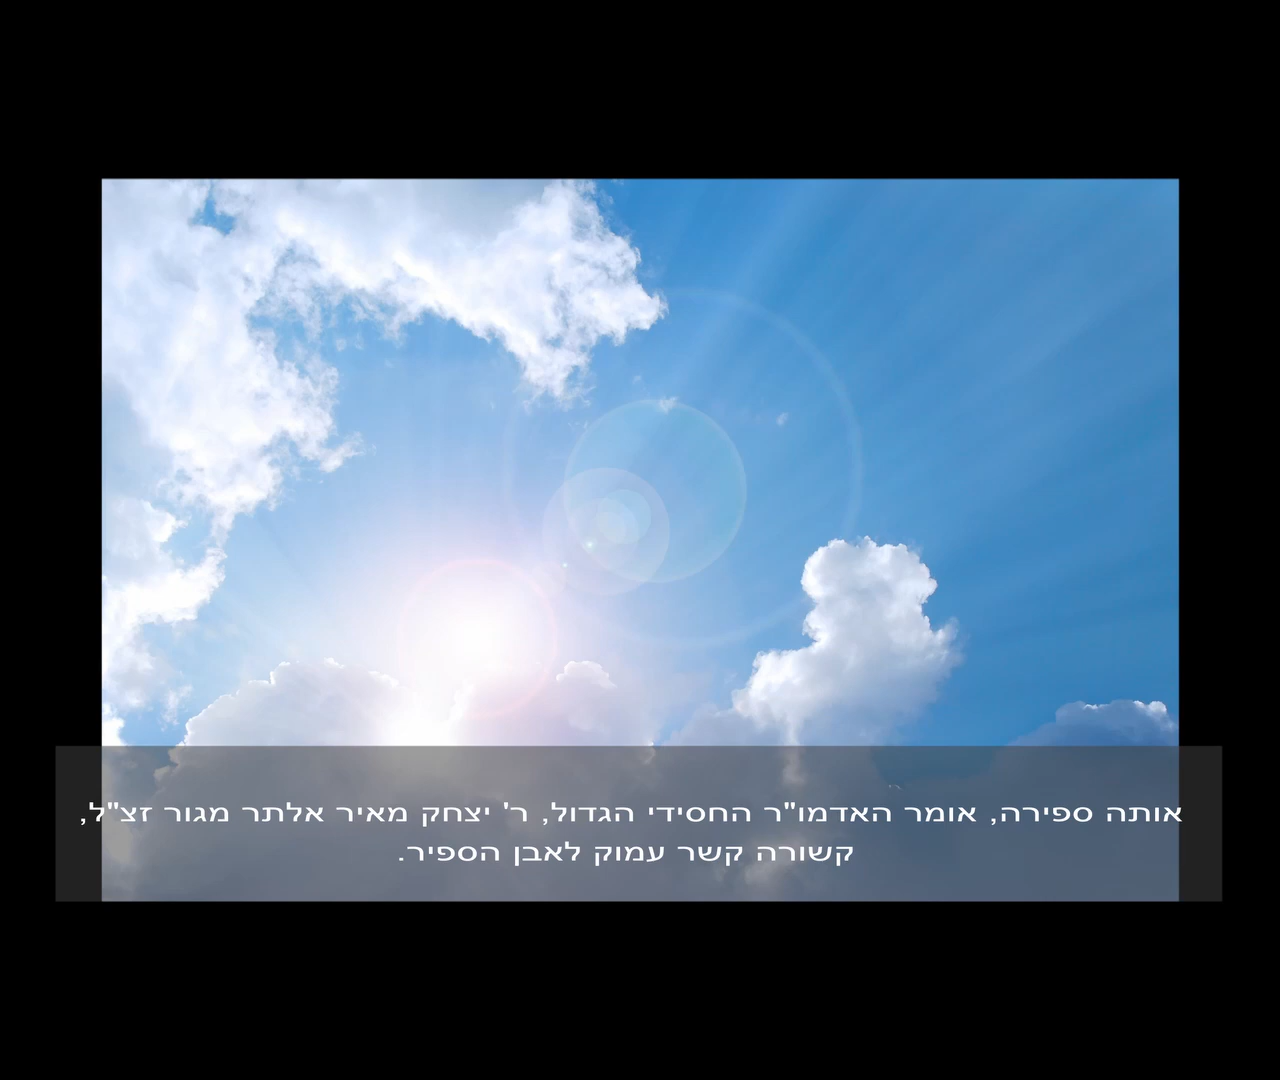 אותה ספירה, אומר האדמו"ר החסידי הגדול, ר' יצחק מאיר אלתר מגור זצ"ל,
קשורה קשר עמוק לאבן הספיר.